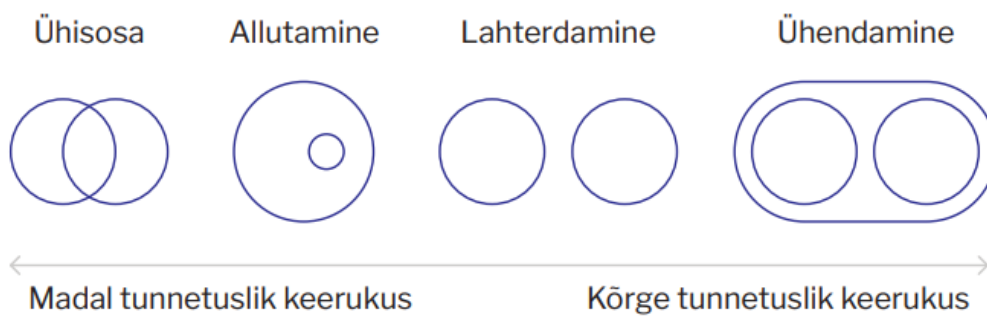 Ühisosa Allutamine Lahterdamine Ühendamine
Madal tunnetuslik keerukus Kõrge tunnetuslik keerukus